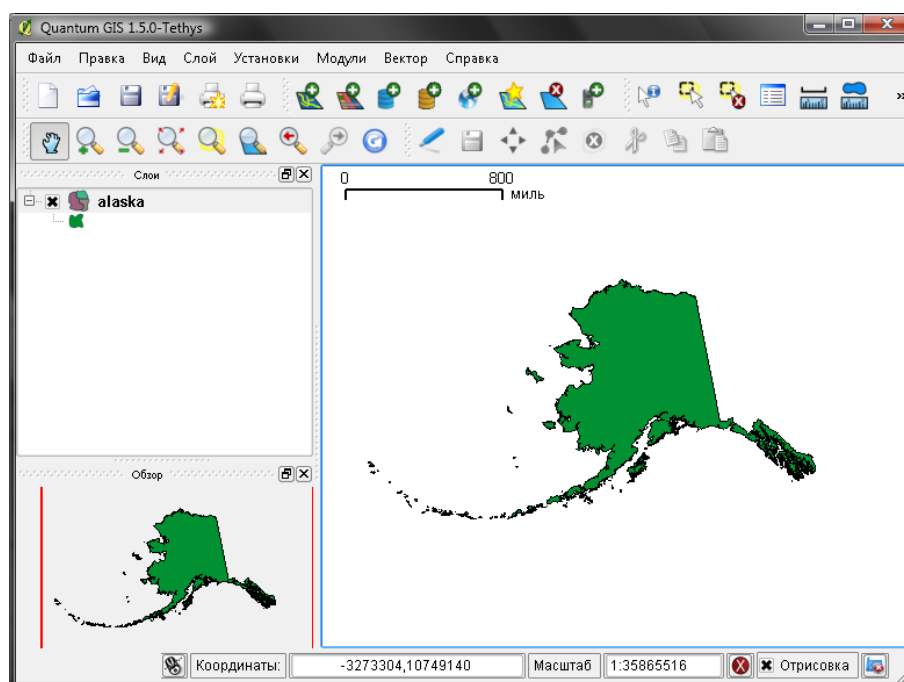 Quantum GIS 1.5.0-Tethys
Файл Правка Вид Слой Установки Модули Вектор Справка
Слои
alaska
0 800
миль
Обзор
Координаты: -3273304,10749140 Масштаб 1:35865516 Отрисовка